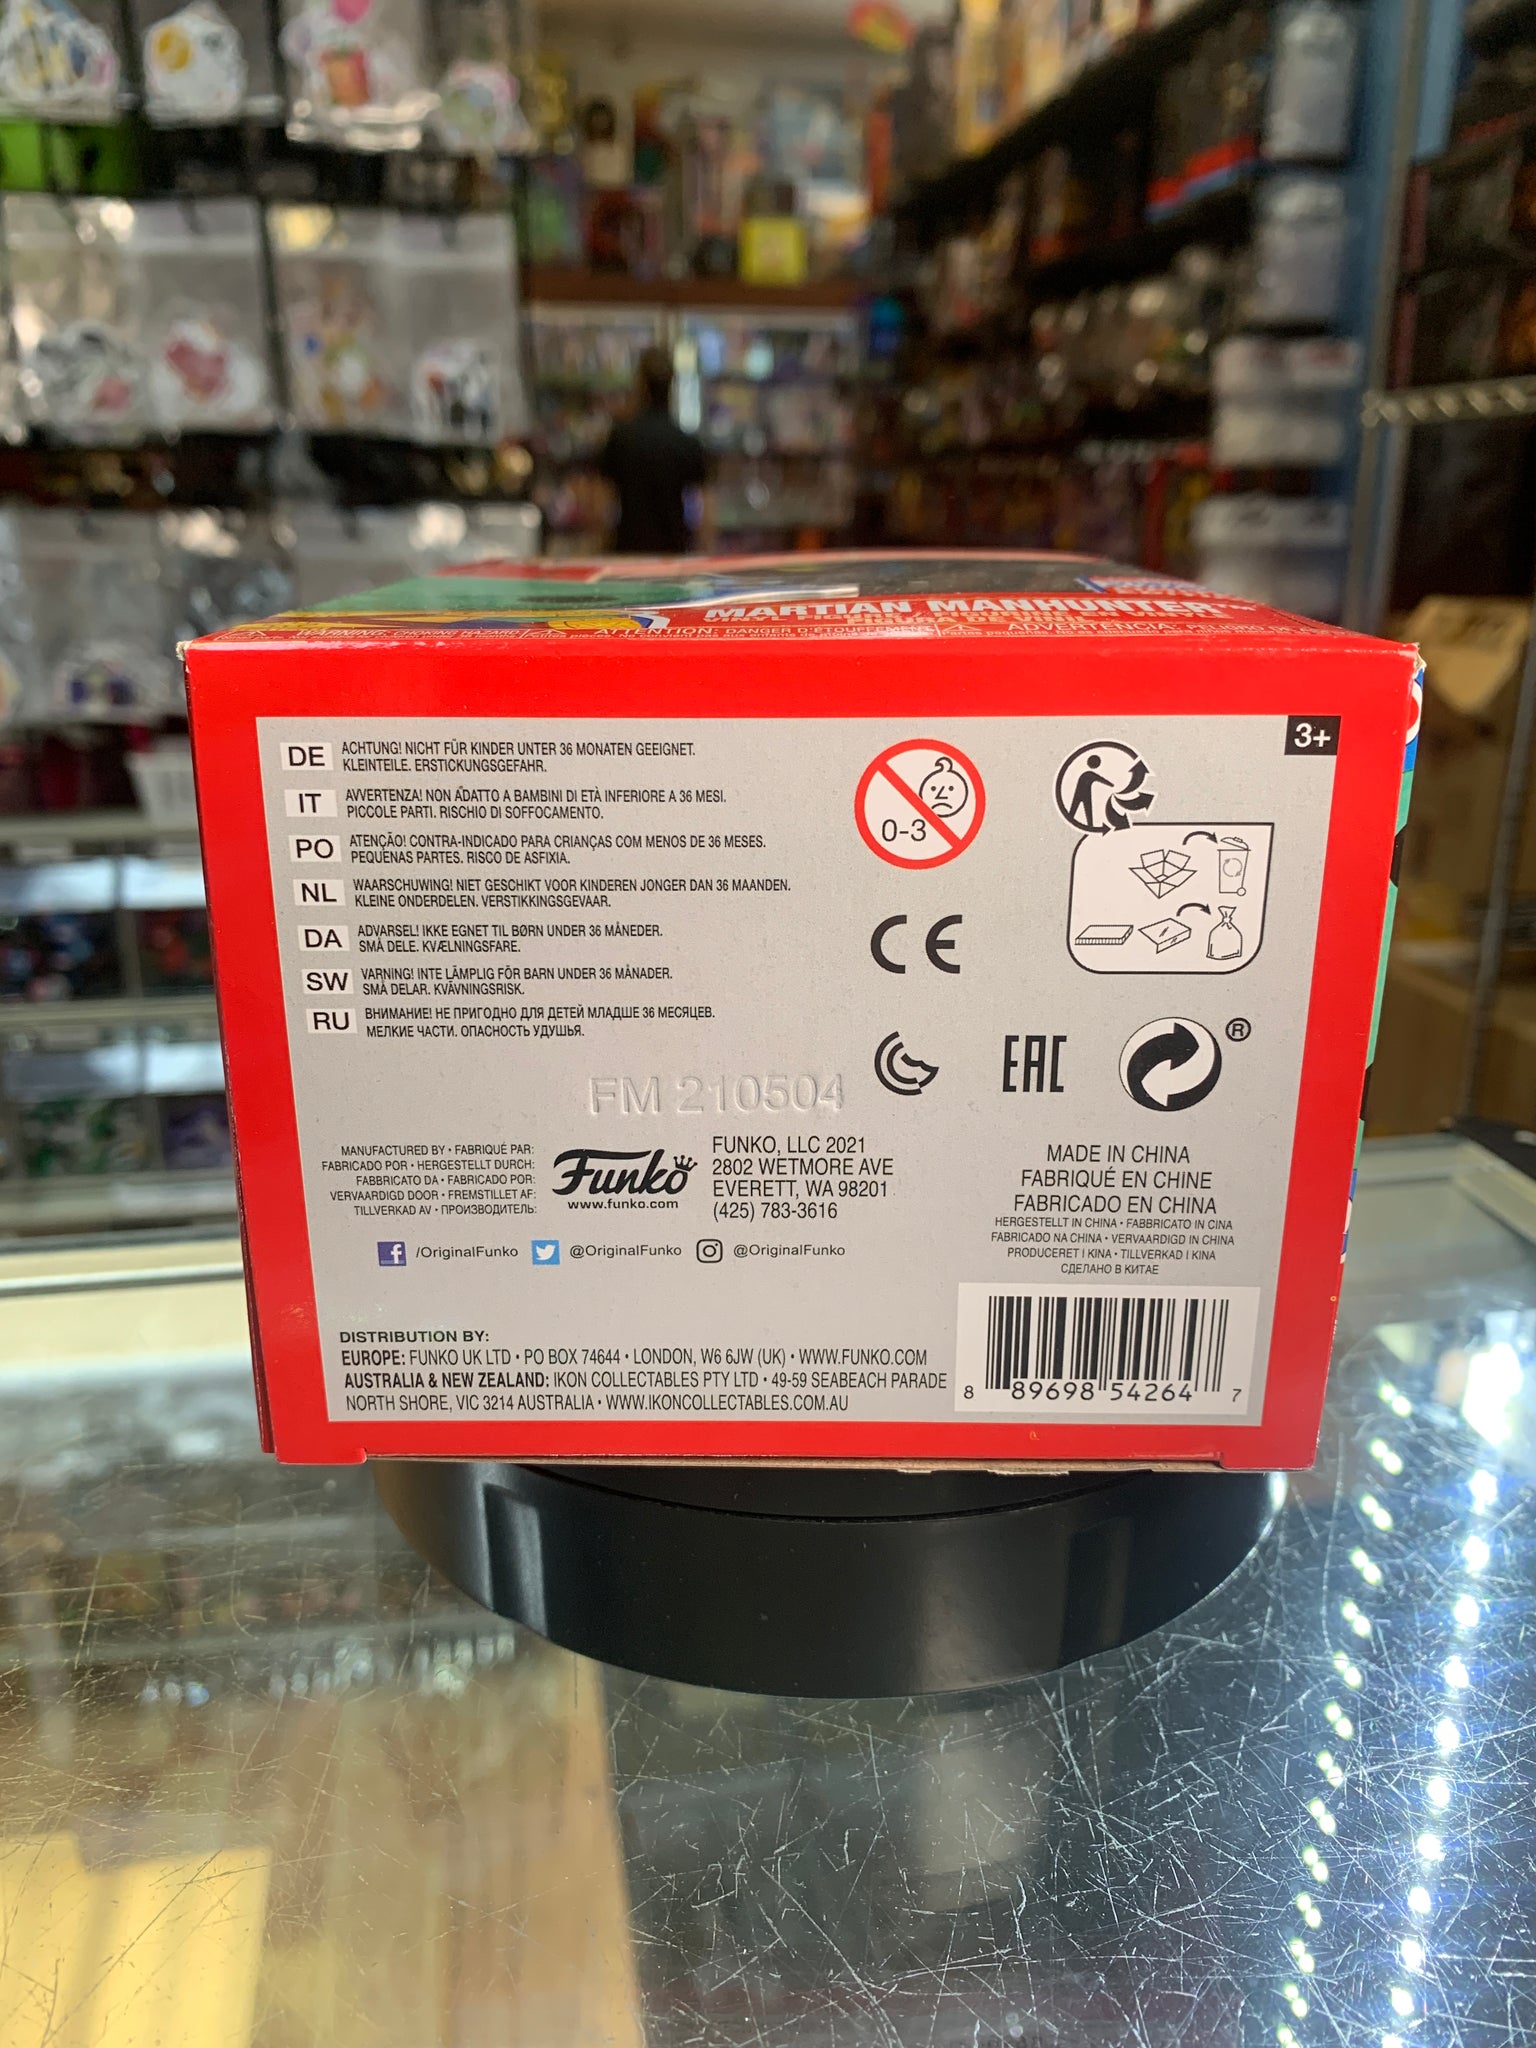 MARTIAN MANHUNTER™
WARNING: CHOKING HAZARD
ATTENTION: DANGER D'ÉTOUFFEMENT
ADVERTENCIA:
3+
DE ACHTUNG! NICHT FÜR KINDER UNTER 36 MONATEN GEEIGNET.
KLEINTEILE. ERSTICKUNGSGEFAHR.
IT AVVERTENZA! NON ADATTO A BAMBINI DI ETÀ INFERIORE A 36 MESI.
PICCOLE PARTI. RISCHIO DI SOFFOCAMENTO.
PO ATENÇÃO! CONTRA-INDICADO PARA CRIANÇAS COM MENOS DE 36 MESES.
PEQUENAS PARTES. RISCO DE ASFIXIA.
NL WAARSCHUWING! NIET GESCHIKT VOOR KINDEREN JONGER DAN 36 MAANDEN.
KLEINE ONDERDELEN. VERSTIKKINGSGEVAAR.
DA ADVARSEL! IKKE EGNET TIL BØRN UNDER 36 MÅNEDER.
SMÅ DELE. KVÆLNINGSFARE.
SW VARNING! INTE LÄMPLIG FÖR BARN UNDER 36 MÅNADER.
SMÅ DELAR. KVÄVNINGSRISK.
RU ВНИМАНИЕ! НЕ ПРИГОДНО ДЛЯ ДЕТЕЙ МЛАДШЕ 36 МЕСЯЦЕВ.
МЕЛКИЕ ЧАСТИ. ОПАСНОСТЬ УДУШЬЯ.
0-3
CE
EAC
®
FM 210504
MANUFACTURED BY • FABRIQUÉ PAR:
FABRICADO POR • HERGESTELLT DURCH:
FABBRICATO DA • FABRICADO POR:
VERVAARDIGD DOOR • FREMSTILLET AF:
TILLVERKAD AV • ПРОИЗВОДИТЕЛЬ:
Funko
www.funko.com
FUNKO, LLC 2021
2802 WETMORE AVE
EVERETT, WA 98201
(425) 783-3616
/OriginalFunko @OriginalFunko @OriginalFunko
MADE IN CHINA
FABRIQUÉ EN CHINE
FABRICADO EN CHINA
HERGESTELLT IN CHINA • FABBRICATO IN CINA
FABRICADO NA CHINA • VERVAARDIGD IN CHINA
PRODUCERET I KINA • TILLVERKAD I KINA
СДЕЛАНО В КИТАЕ
DISTRIBUTION BY:
EUROPE: FUNKO UK LTD • PO BOX 74644 • LONDON, W6 6JW (UK) • WWW.FUNKO.COM
AUSTRALIA & NEW ZEALAND: IKON COLLECTABLES PTY LTD • 49-59 SEABEACH PARADE
NORTH SHORE, VIC 3214 AUSTRALIA • WWW.IKONCOLLECTABLES.COM.AU
8 89698 54264 7